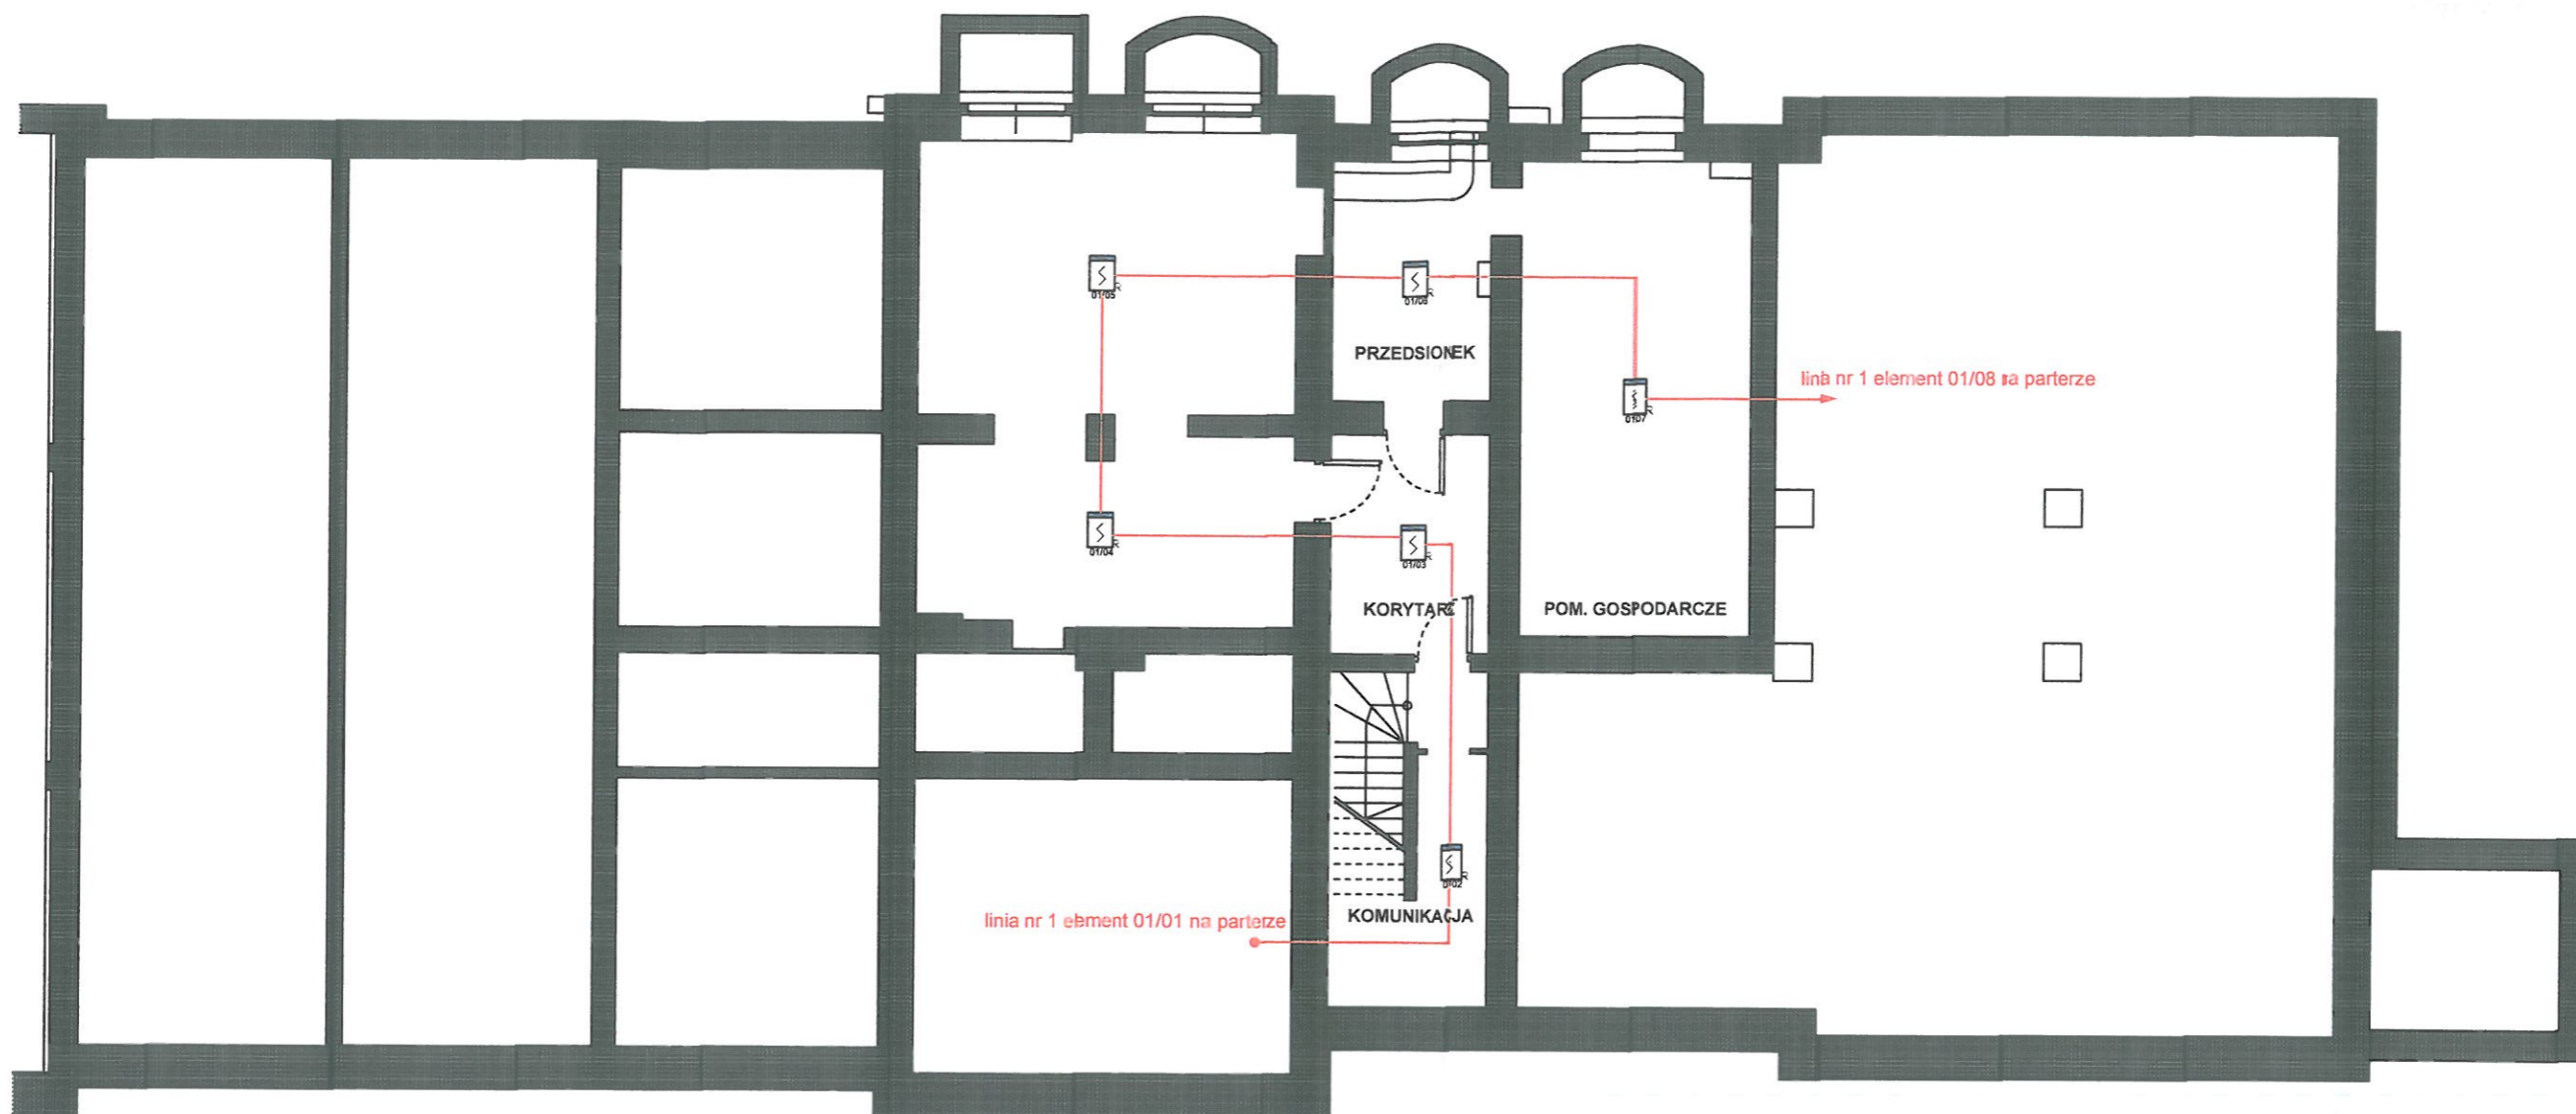 01/05
R
01/06
R
PRZEDSIONEK
linia nr 1 element 01/08 na parterze
01/07
R
01/04
R
01/03
R
KORYTARZ
POM. GOSPODARCZE
01/02
R
KOMUNIKACJA
linia nr 1 element 01/01 na parterze